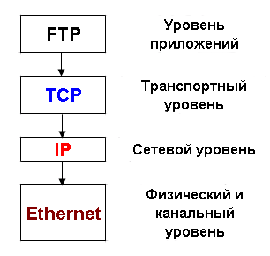 FTP
Уровень
приложений
TCP
Транспортный
уровень
IP
Сетевой уровень
Ethernet
Физический и
канальный
уровень